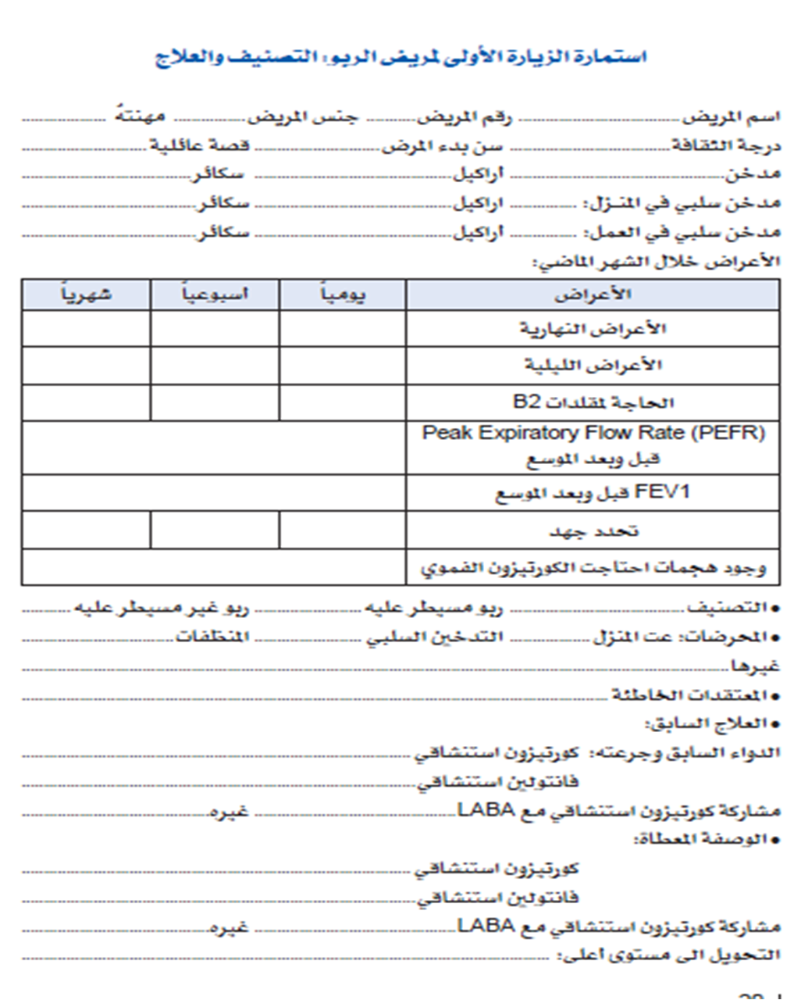 استمارة الزيارة الأولى لمريض الربو: التصنيف والعلاج
اسم المريض........................ رقم المريض........... جنس المريض............... مهنتهُ ...................
درجة الثقافة........................ سن بدء المرض........................ قصة عائلية........................
مدخن........................ أراكيل........................ سكائر........................
مدخن سلبي في المنـزل: ............... اراكيل........................ سكائر........................
مدخن سلبي في العمل: ............... أراكيل........................ سكائر........................
الأعراض خلال الشهر الماضي:
الأعراض يومياً اسبوعياً شهرياً
الأعراض النهارية
الأعراض الليلية
الحاجة لمقلدات B2
Peak Expiratory Flow Rate (PEFR)
قبل وبعد الموسع
FEV1 قبل وبعد الموسع
تحدد جهد
وجود هجمات احتاجت الكورتيزون الفموي
• التصنيف........................ ربو مسيطر عليه ........................ ربو غير مسيطر عليه ............
• المحرضات: عت المنزل ............... التدخين السلبي ........................ المنظفات........................
غيرها........................
• المعتقدات الخاطئة ........................
• العلاج السابق:
الدواء السابق وجرعته: كورتيزون استنشاقي ........................
فانتولين استنشاقي........................
مشاركة كورتيزون استنشاقي مع LABA........................ غيره........................
• الوصفة المعطاة:
كورتيزون استنشاقي ........................
فانتولين استنشاقي........................
مشاركة كورتيزون استنشاقي مع LABA........................ غيره........................
التحويل الى مستوى أعلى: ........................